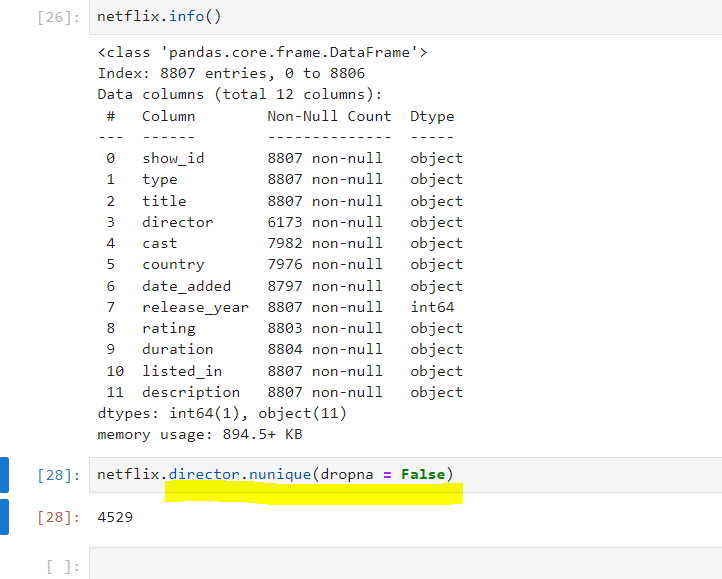 [26]: netflix.info()
<class 'pandas.core.frame.DataFrame'>
Index: 8807 entries, 0 to 8806
Data columns (total 12 columns):
 #   Column        Non-Null Count  Dtype
---  ------        --------------  -----
 0   show_id       8807 non-null   object
 1   type          8807 non-null   object
 2   title         8807 non-null   object
 3   director      6173 non-null   object
 4   cast          7982 non-null   object
 5   country       7976 non-null   object
 6   date_added    8797 non-null   object
 7   release_year  8807 non-null   int64
 8   rating        8803 non-null   object
 9   duration      8804 non-null   object
 10  listed_in     8807 non-null   object
 11  description   8807 non-null   object
dtypes: int64(1), object(11)
memory usage: 894.5+ KB
[28]: netflix.director.nunique(dropna = False)
[28]: 4529
[ ]: